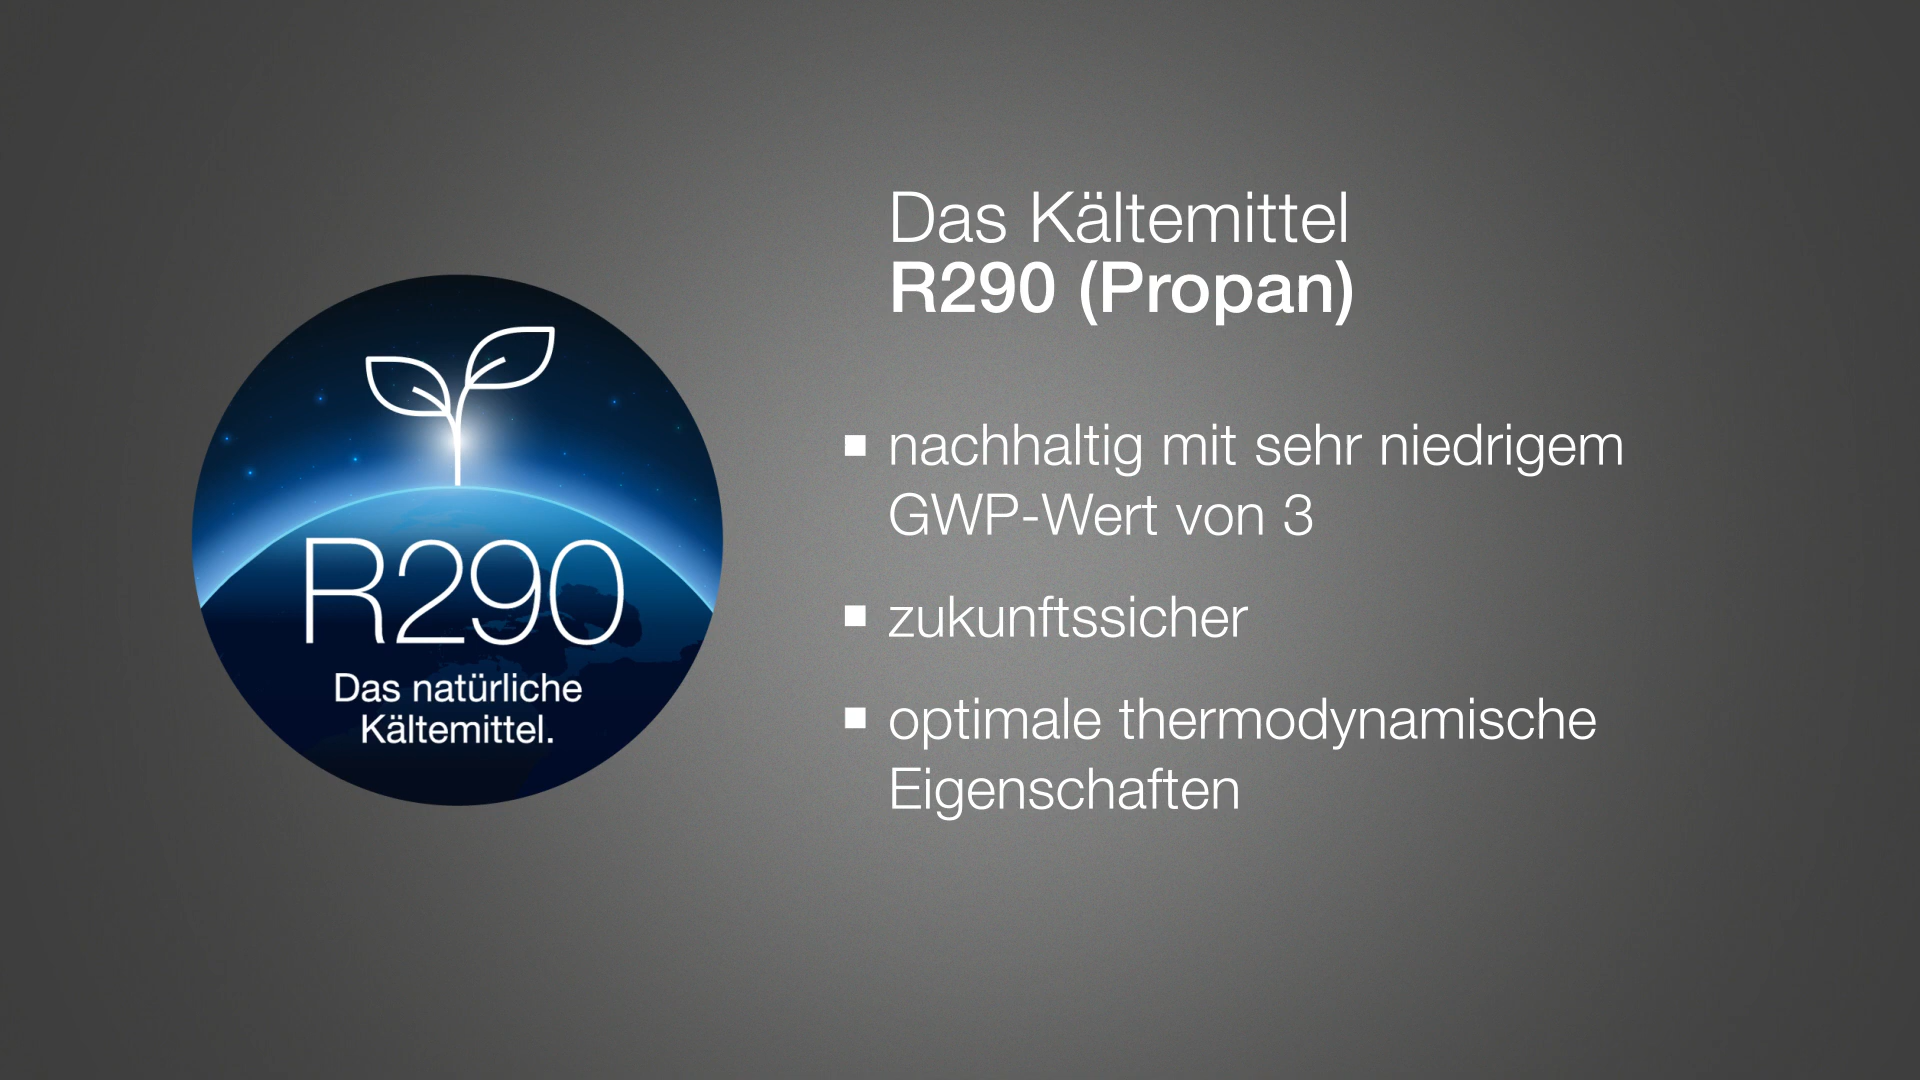 R290
Das natürliche
Kältemittel.
Das Kältemittel
R290 (Propan)
nachhaltig mit sehr niedrigem
GWP-Wert von 3
zukunftssicher
optimale thermodynamische
Eigenschaften